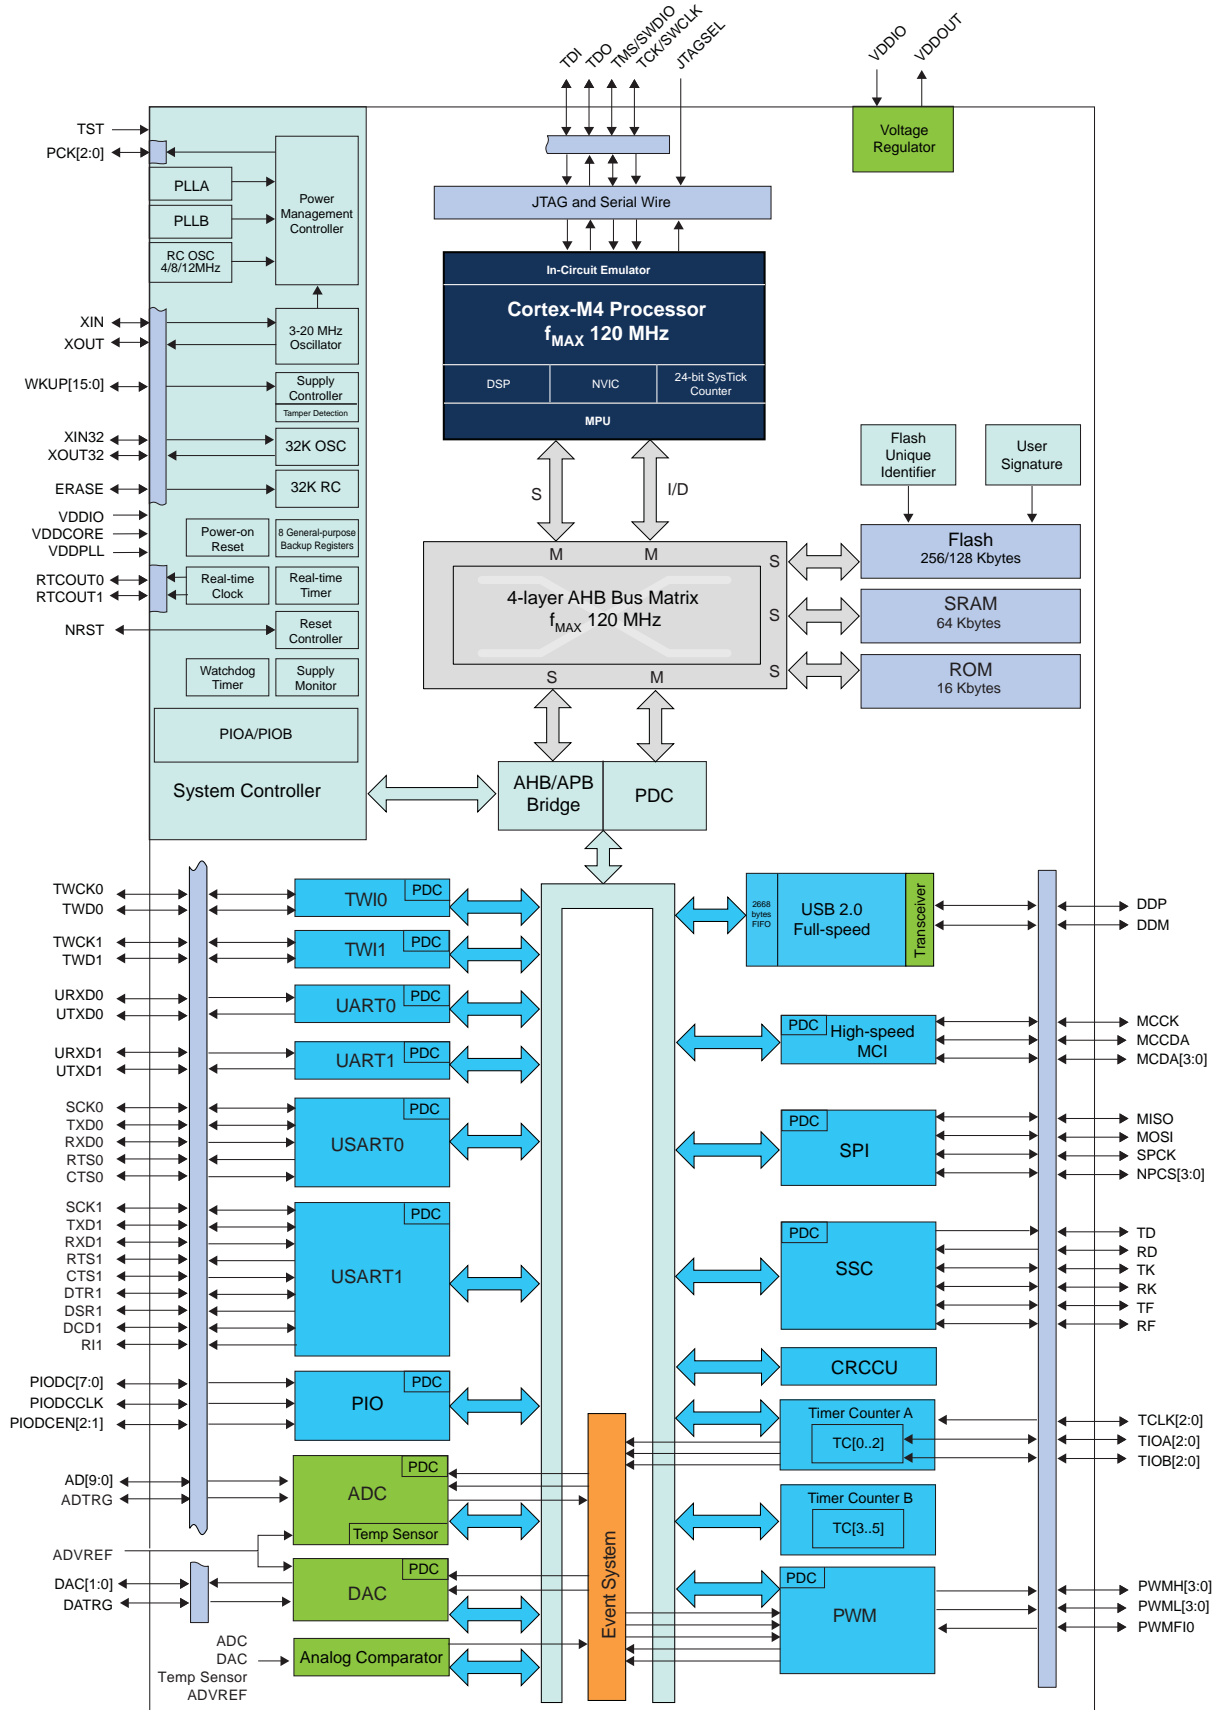 TDI
TDO
TMS/SWDIO
TCK/SWCLK
JTAGSEL
VDDIO
VDDOUT
Voltage
Regulator
TST
PCK[2:0]
PLLA
PLLB
RC OSC
4/8/12MHz
Power
Management
Controller
JTAG and Serial Wire
In-Circuit Emulator
Cortex-M4 Processor
fMAX 120 MHz
DSP
NVIC
24-bit SysTick
Counter
MPU
XIN
XOUT
3-20 MHz
Oscillator
WKUP[15:0]
Supply
Controller
Tamper Detection
XIN32
XOUT32
32K OSC
ERASE
32K RC
VDDIO
VDDCORE
VDDPLL
Power-on
Reset
8 General-purpose
Backup Registers
RTCOUT0
RTCOUT1
Real-time
Clock
Real-time
Timer
NRST
Reset
Controller
Watchdog
Timer
Supply
Monitor
PIOA/PIOB
System Controller
S
I/D
M
M
S
4-layer AHB Bus Matrix
fMAX 120 MHz
S
S
S
M
Flash
Unique
Identifier
User
Signature
Flash
256/128 Kbytes
SRAM
64 Kbytes
ROM
16 Kbytes
AHB/APB
Bridge
PDC
TWCK0
TWD0
PDC
TWI0
TWCK1
TWD1
PDC
TWI1
URXD0
UTXD0
PDC
UART0
URXD1
UTXD1
PDC
UART1
SCK0
TXD0
RXD0
RTS0
CTS0
PDC
USART0
SCK1
TXD1
RXD1
RTS1
CTS1
DTR1
DSR1
DCD1
RI1
PDC
USART1
PIODC[7:0]
PIODCCLK
PIODCEN[2:1]
PDC
PIO
AD[9:0]
ADTRG
PDC
ADC
Temp Sensor
ADVREF
DAC[1:0]
DATRG
PDC
DAC
ADC
DAC
Temp Sensor
ADVREF
Analog Comparator
Event System
2668
bytes
FIFO
USB 2.0
Full-speed
Transceiver
DDP
DDM
PDC
High-speed
MCI
MCCK
MCCDA
MCDA[3:0]
PDC
SPI
MISO
MOSI
SPCK
NPCS[3:0]
PDC
SSC
TD
RD
TK
RK
TF
RF
CRCCU
Timer Counter A
TC[0..2]
TCLK[2:0]
TIOA[2:0]
TIOB[2:0]
Timer Counter B
TC[3..5]
PDC
PWM
PWMH[3:0]
PWML[3:0]
PWMFI0